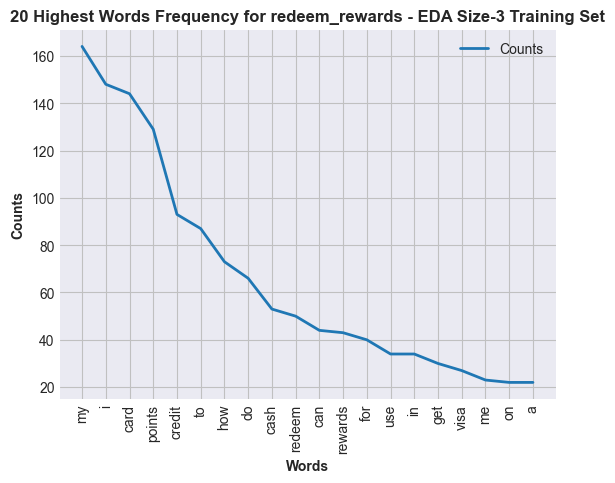 20 Highest Words Frequency for redeem_rewards - EDA Size-3 Training Set
Counts
160
140
120
100
80
60
40
20
Counts
my
i
card
points
credit
to
how
do
cash
redeem
can
rewards
for
use
in
get
visa
me
on
a
Words